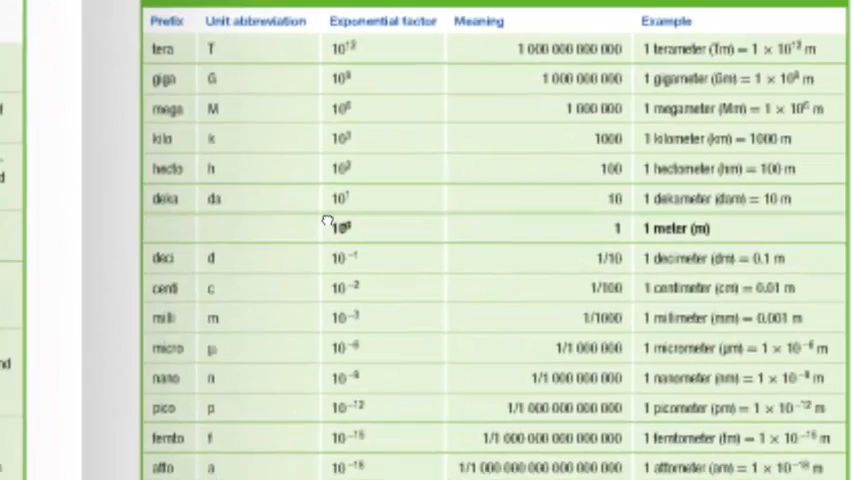 Prefix Unit abbreviation Exponential factor Meaning Example
tera T 10¹² 1 000 000 000 000 1 terameter (Tm) = 1 × 10¹² m
giga G 10⁹ 1 000 000 000 1 gigameter (Gm) = 1 × 10⁹ m
mega M 10⁶ 1 000 000 1 megameter (Mm) = 1 × 10⁶ m
kilo k 10³ 1000 1 kilometer (km) = 1000 m
hecto h 10² 100 1 hectometer (hm) = 100 m
deka da 10¹ 10 1 dekameter (dam) = 10 m
10⁰ 1 1 meter (m)
deci d 10⁻¹ 1/10 1 decimeter (dm) = 0.1 m
centi c 10⁻² 1/100 1 centimeter (cm) = 0.01 m
milli m 10⁻³ 1/1000 1 millimeter (mm) = 0.001 m
micro μ 10⁻⁶ 1/1 000 000 1 micrometer (μm) = 1 × 10⁻⁶ m
nano n 10⁻⁹ 1/1 000 000 000 1 nanometer (nm) = 1 × 10⁻⁹ m
pico p 10⁻¹² 1/1 000 000 000 000 1 picometer (pm) = 1 × 10⁻¹² m
femto f 10⁻¹⁵ 1/1 000 000 000 000 000 1 femtometer (fm) = 1 × 10⁻¹⁵ m
atto a 10⁻¹⁸ 1/1 000 000 000 000 000 000 1 attometer (am) = 1 × 10⁻¹⁸ m